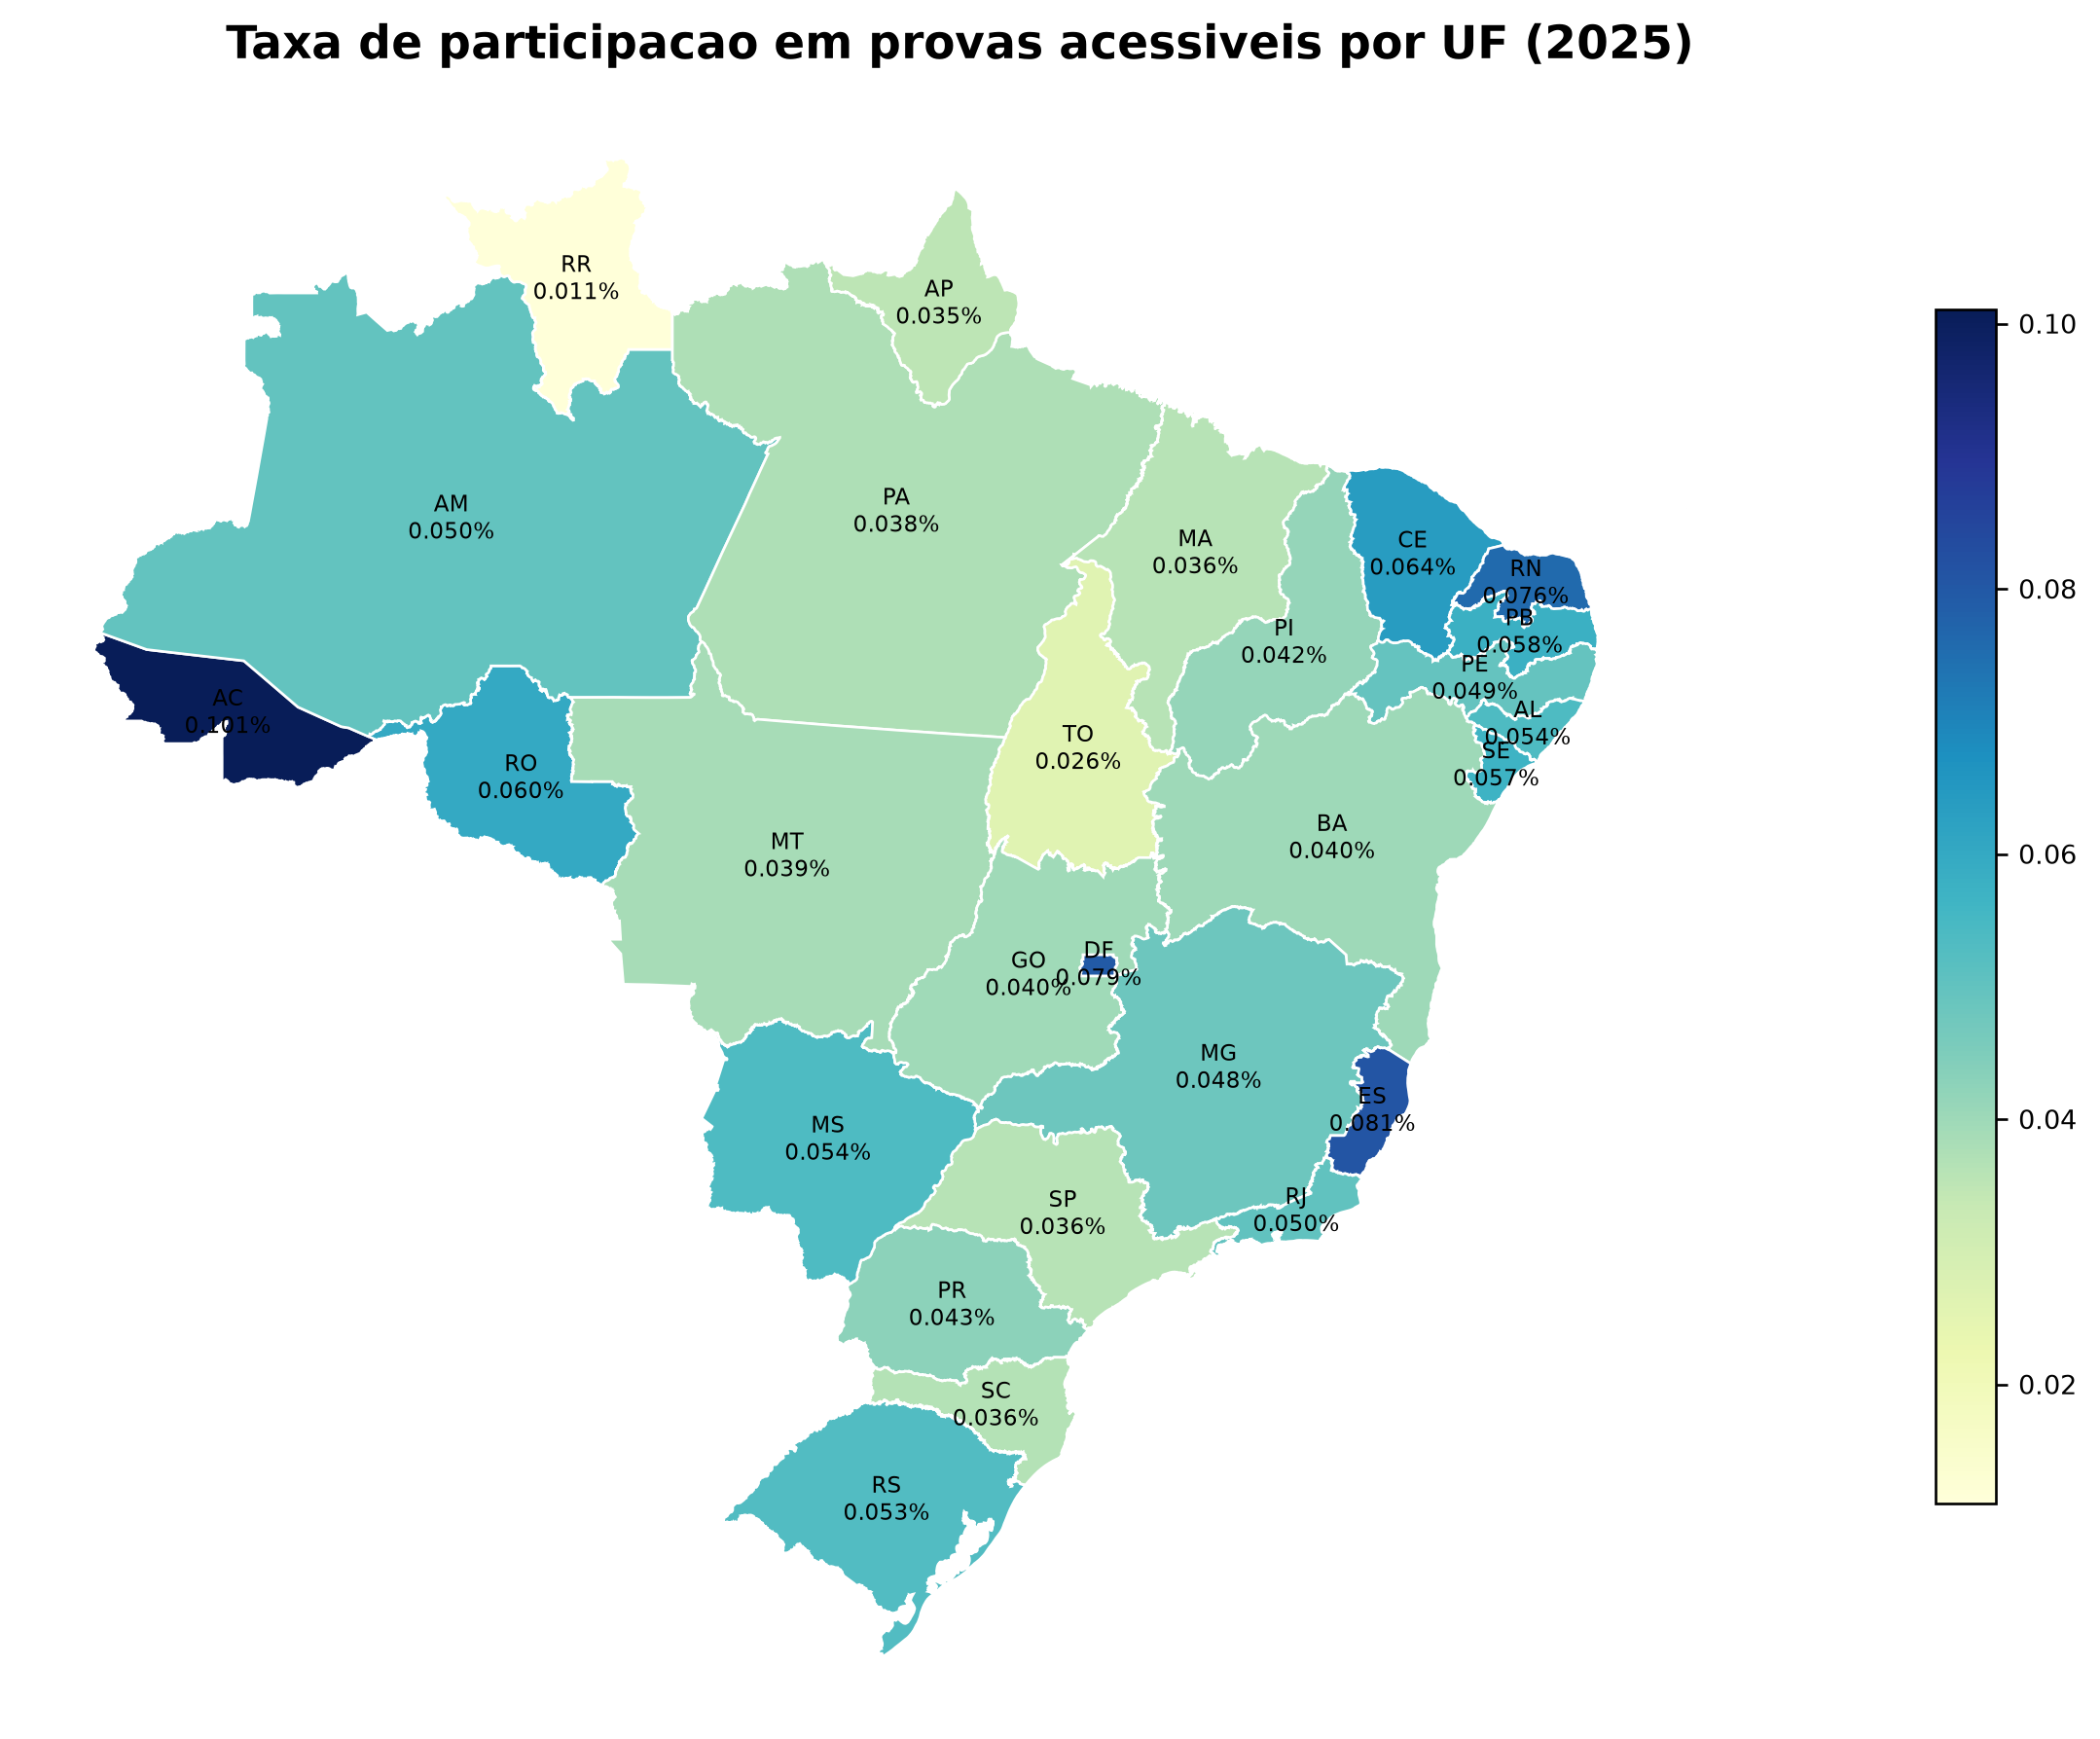 Taxa de participacao em provas acessiveis por UF (2025)
RR
0.011%
AP
0.035%
0.10
AM
0.050%
PA
0.038%
MA
0.036%
CE
0.064%
RN
0.076%
0.08
PB
0.058%
PI
0.042%
PE
0.049%
AC
0.101%
AL
0.054%
TO
0.026%
SE
0.057%
RO
0.060%
BA
0.040%
MT
0.039%
0.06
GO
0.040%
DF
0.079%
MG
0.048%
ES
0.081%
0.04
MS
0.054%
RJ
0.050%
SP
0.036%
PR
0.043%
SC
0.036%
0.02
RS
0.053%